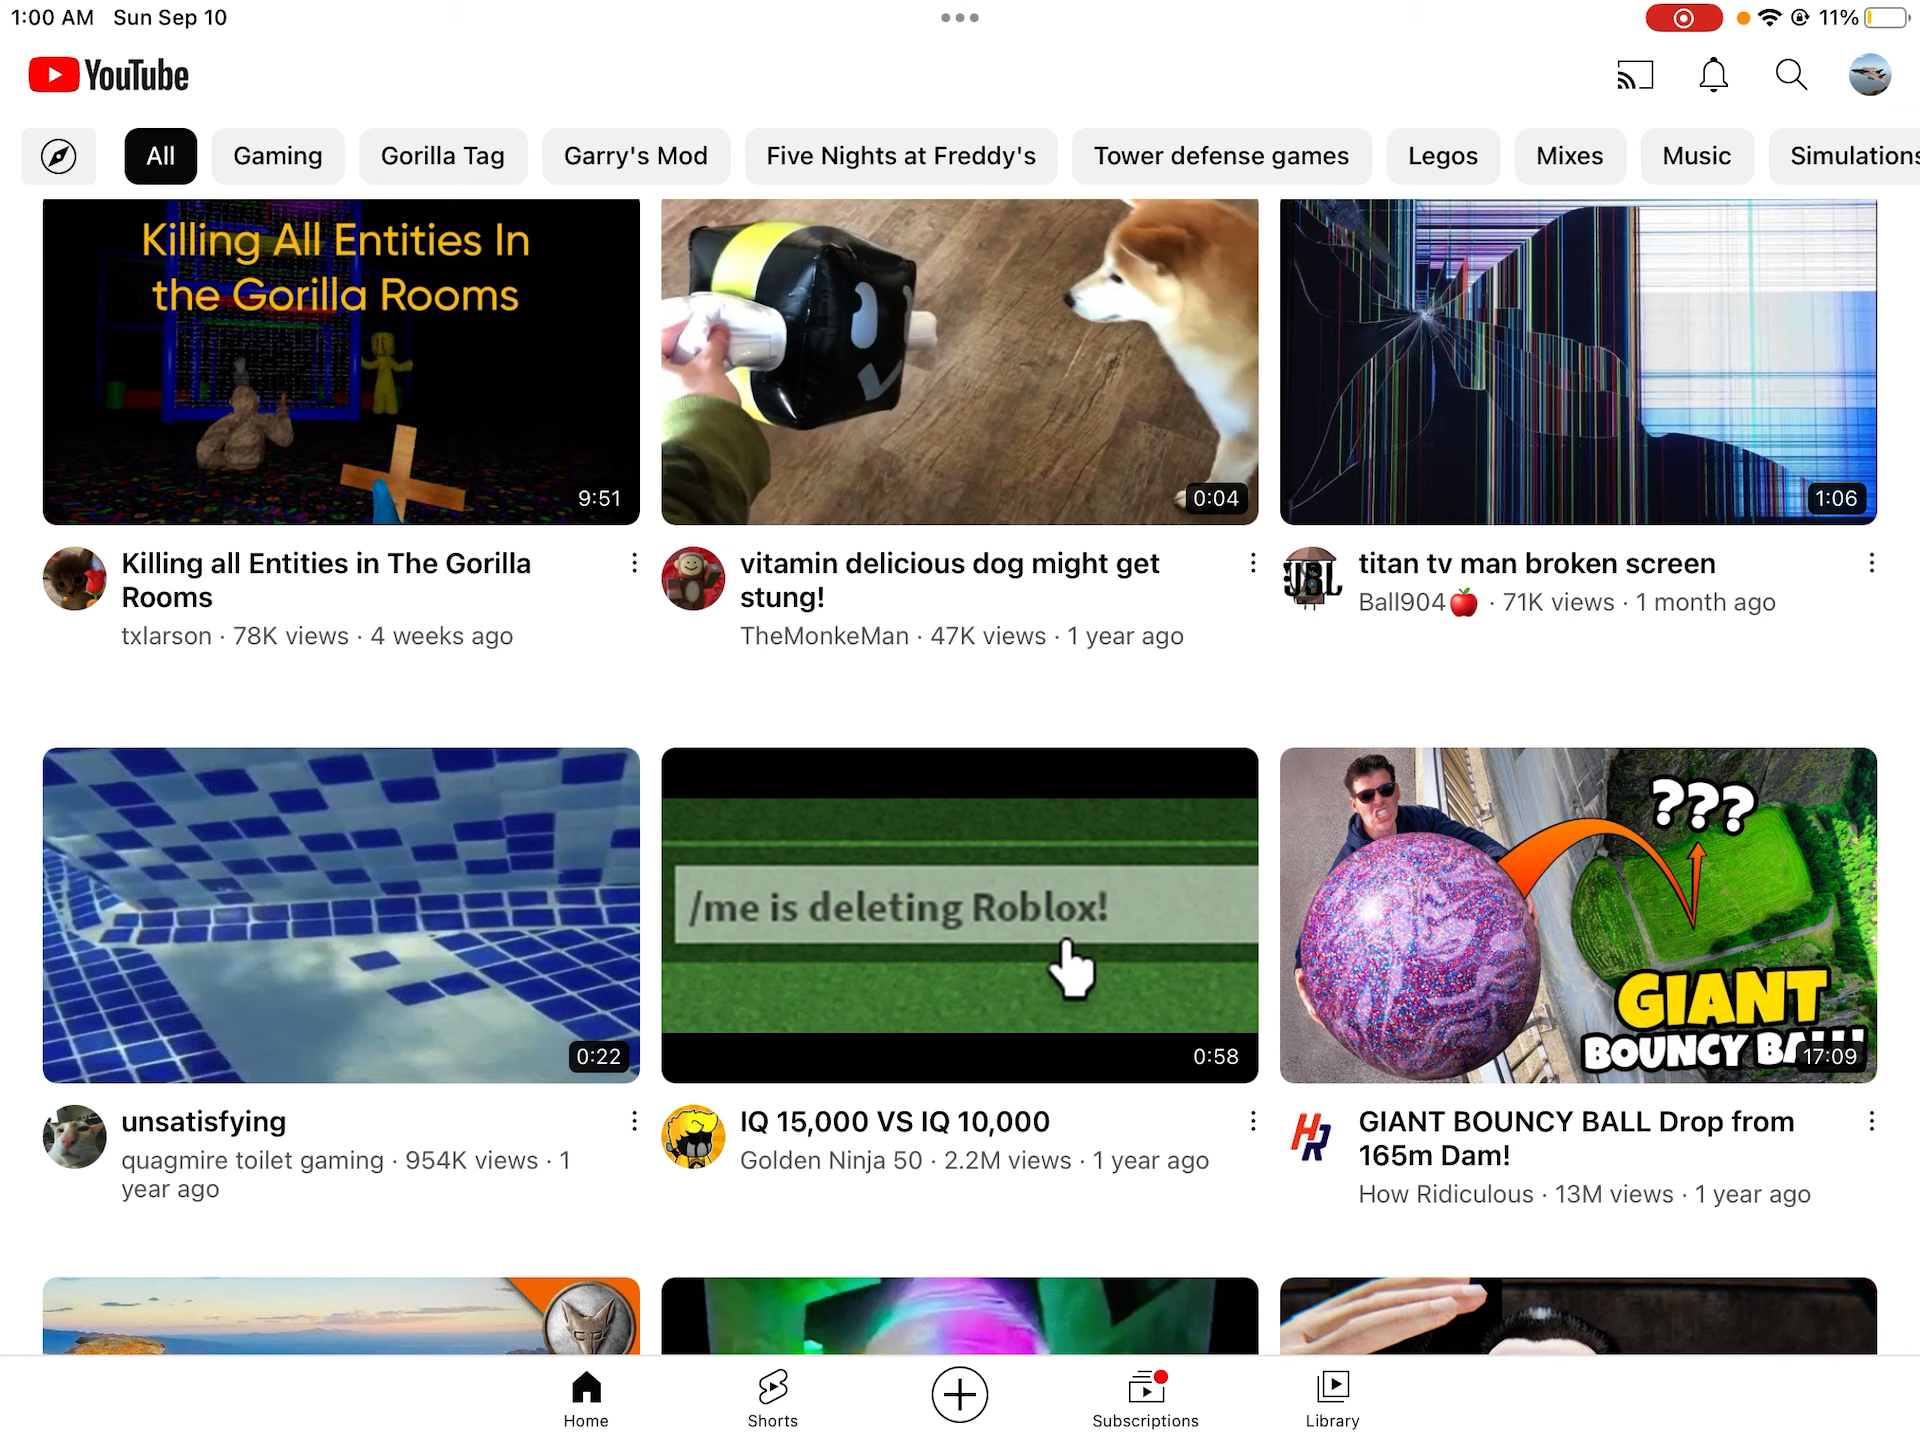 1:00 AM Sun Sep 10
11%
YouTube
All
Gaming
Gorilla Tag
Garry's Mod
Five Nights at Freddy's
Tower defense games
Legos
Mixes
Music
Simulations
Killing All Entities In
the Gorilla Rooms
9:51
0:04
1:06
Killing all Entities in The Gorilla
Rooms
txlarson · 78K views · 4 weeks ago
vitamin delicious dog might get
stung!
TheMonkeMan · 47K views · 1 year ago
JBL
titan tv man broken screen
Ball904🍎 · 71K views · 1 month ago
0:22
/me is deleting Roblox!
0:58
???
GIANT
BOUNCY BALL
17:09
unsatisfying
quagmire toilet gaming · 954K views · 1
year ago
IQ 15,000 VS IQ 10,000
Golden Ninja 50 · 2.2M views · 1 year ago
HR
GIANT BOUNCY BALL Drop from
165m Dam!
How Ridiculous · 13M views · 1 year ago
Home
Shorts
Subscriptions
Library